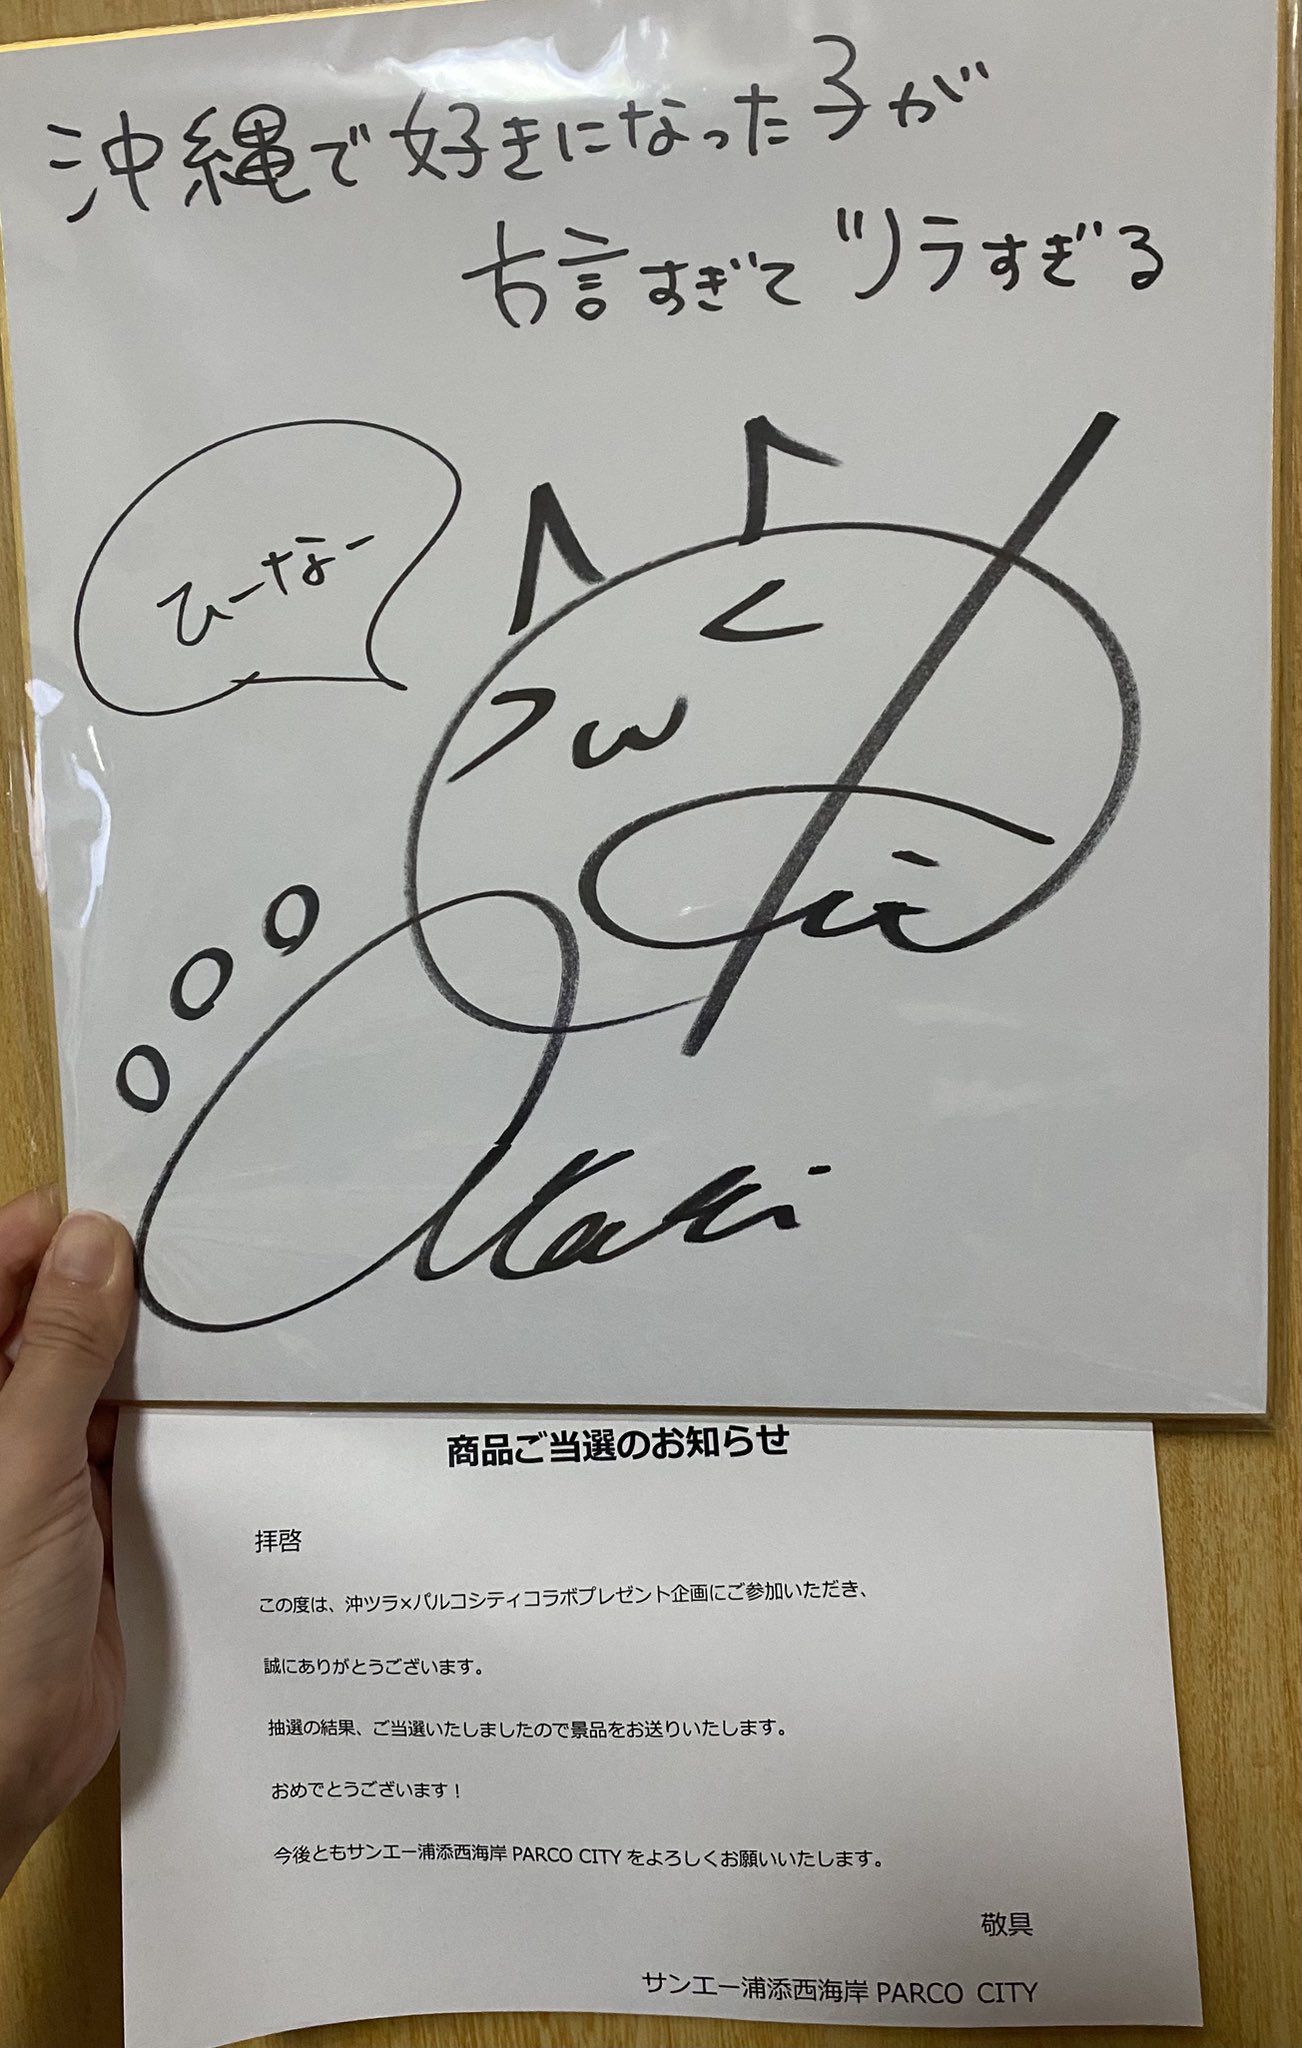 沖縄で好きになった子が
方言すぎてツラすぎる
ひーなー
Maki
商品ご当選のお知らせ
拝啓
この度は、沖ツラ×パルコシティコラボプレゼント企画にご参加いただき、
誠にありがとうございます。
抽選の結果、ご当選いたしましたので景品をお送りいたします。
おめでとうございます！
今後ともサンエー浦添西海岸 PARCO CITY をよろしくお願いいたします。
敬具
サンエー浦添西海岸 PARCO CITY